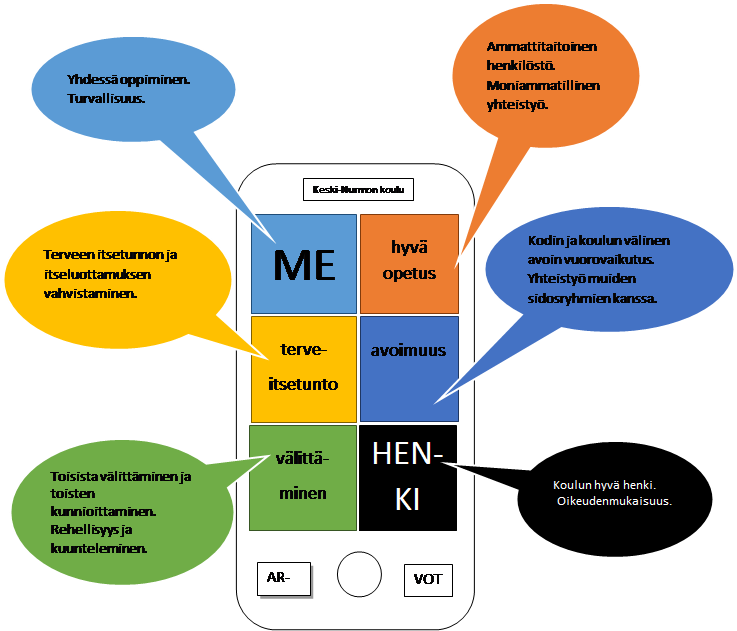 Yhdessä oppiminen.
Turvallisuus.
Ammattitaitoinen
henkilöstö.
Moniammatillinen
yhteistyö.
Keski-Nurmon koulu
ME
hyvä
opetus
Terveen itsetunnon ja
itseluottamuksen
vahvistaminen.
Kodin ja koulun välinen
avoin vuorovaikutus.
Yhteistyö muiden
sidosryhmien kanssa.
terve-
itsetunto
avoimuus
Toisista välittäminen ja
toisten
kunnioittaminen.
Rehellisyys ja
kuunteleminen.
välittä-
minen
HEN-
KI
Koulun hyvä henki.
Oikeudenmukaisuus.
AR-
VOT